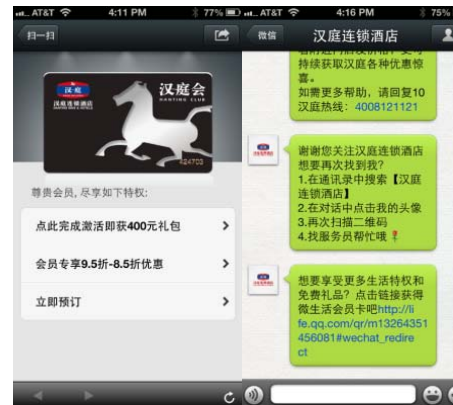 AT&T 4:11 PM 77%
扫一扫
汉庭
汉庭连锁酒店
汉庭会
HANTING CLUB
424703
尊贵会员,尽享如下特权:
点此完成激活即获400元礼包
会员专享9.5折-8.5折优惠
立即预订
AT&T 4:16 PM 75%
微信
汉庭连锁酒店
持续获取汉庭各种优惠惊
喜。
如需更多帮助,请回复10
汉庭热线:4008121121
谢谢您关注汉庭连锁酒店
想要再次找到我?
1.在通讯录中搜索【汉庭
连锁酒店】
2.在对话中点击我的头像
3.再次扫描二维码
4.找服务员帮忙哦
想要享受更多生活特权和
免费礼品?点击链接获得
微生活会员卡吧http://li
fe.qq.com/qr/m13264351
456081#wechat_redire
ct